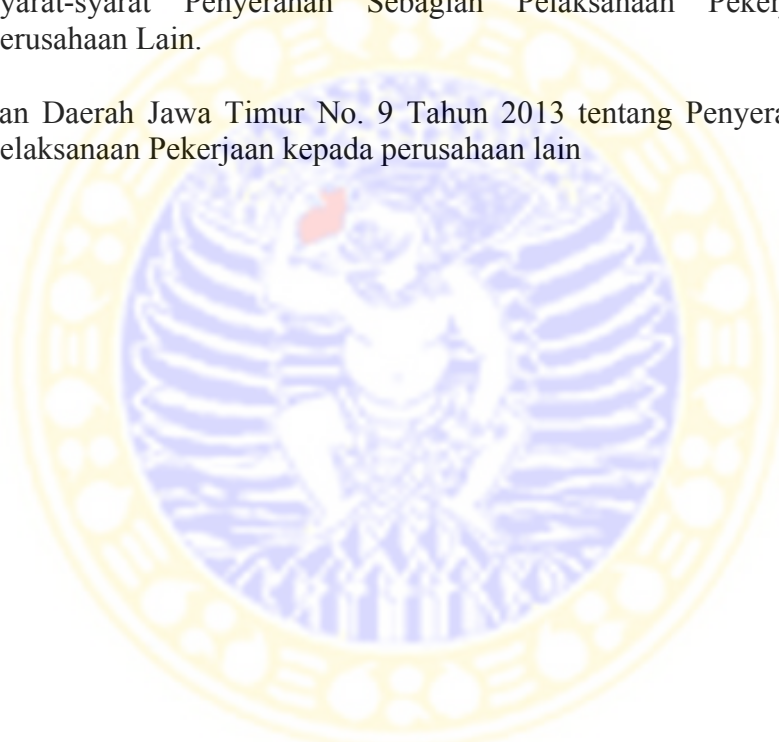 yarat-syarat Penyerahan Sebagian Pelaksanaan Peker
erusahaan Lain.
an Daerah Jawa Timur No. 9 Tahun 2013 tentang Penyera
elaksanaan Pekerjaan kepada perusahaan lain